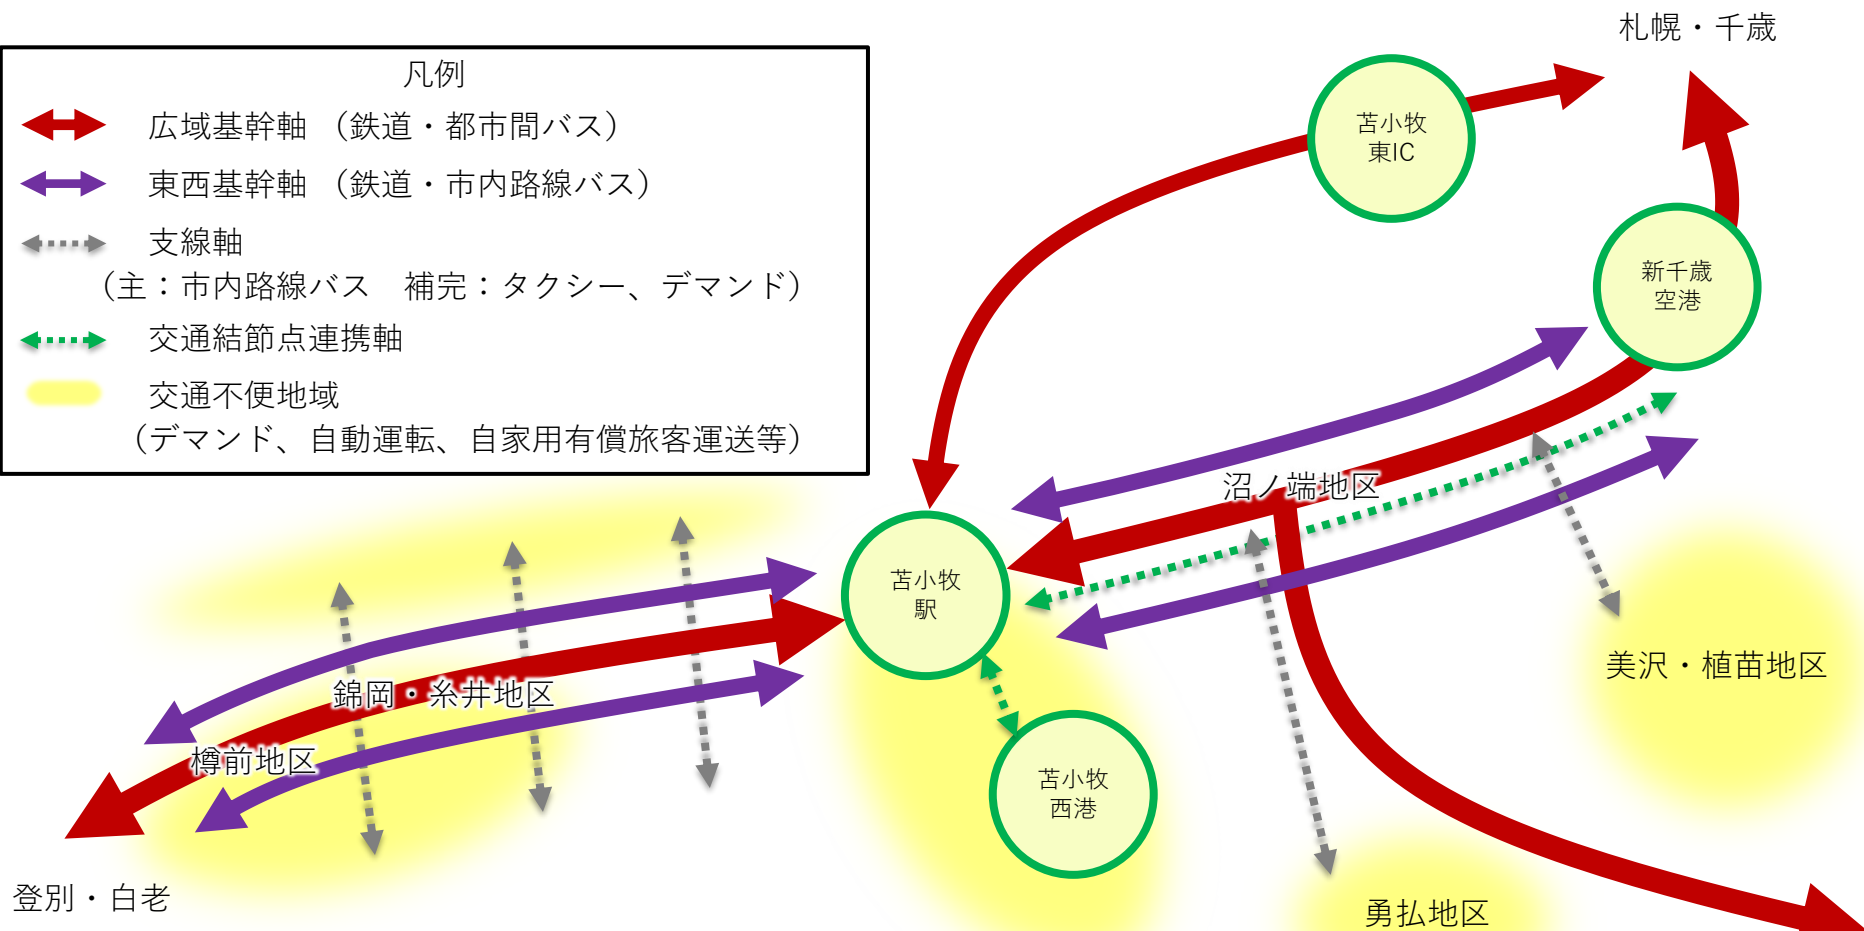 札幌・千歳
凡例
広域基幹軸 （鉄道・都市間バス）
東西基幹軸 （鉄道・市内路線バス）
支線軸
（主：市内路線バス　補完：タクシー、デマンド）
交通結節点連携軸
交通不便地域
（デマンド、自動運転、自家用有償旅客運送等）
苫小牧
東IC
新千歳
空港
沼ノ端地区
苫小牧
駅
美沢・植苗地区
錦岡・糸井地区
樽前地区
苫小牧
西港
登別・白老
勇払地区